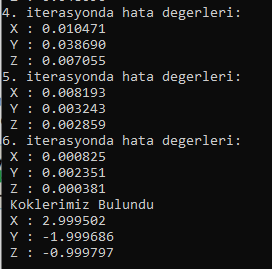 4. iterasyonda hata degerleri:
X : 0.010471
Y : 0.038690
Z : 0.007055
5. iterasyonda hata degerleri:
X : 0.008193
Y : 0.003243
Z : 0.002859
6. iterasyonda hata degerleri:
X : 0.000825
Y : 0.002351
Z : 0.000381
Koklerimiz Bulundu
X : 2.999502
Y : -1.999686
Z : -0.999797